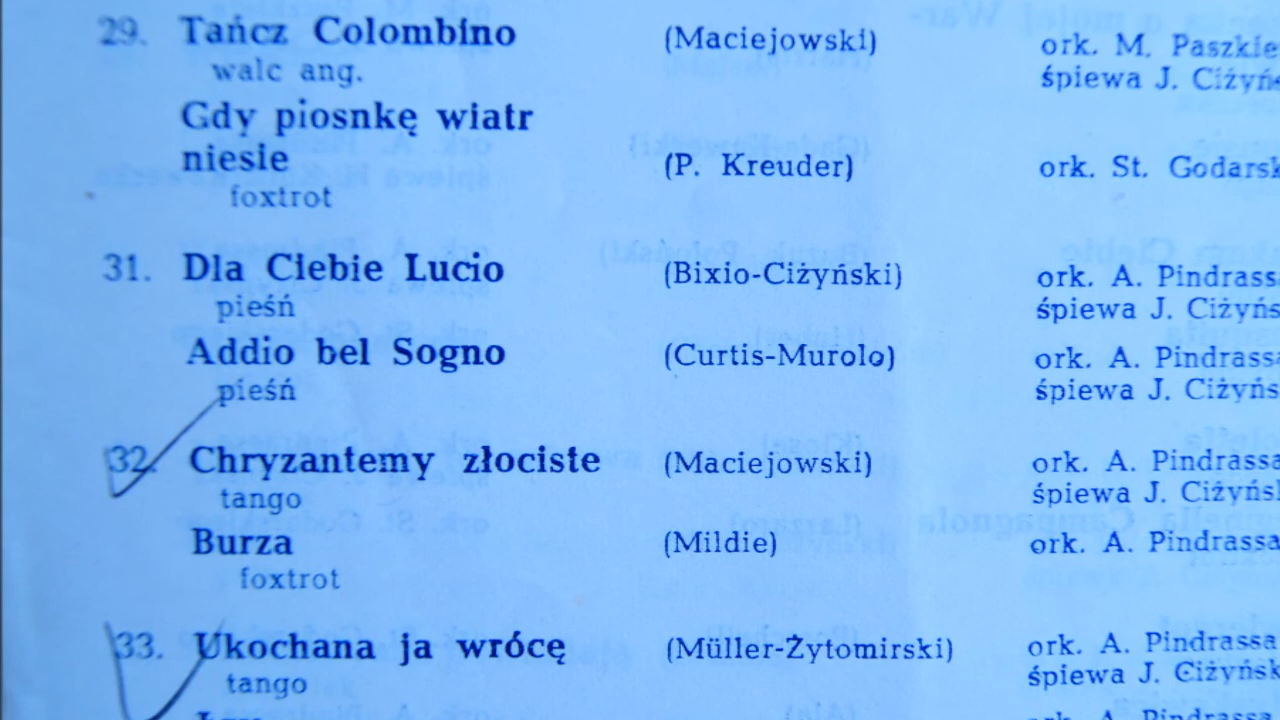 29. Tańcz Colombino (Maciejowski) ork. M. Paszkie
walc ang. śpiewa J. Ciżyń
Gdy piosnkę wiatr
niesie (P. Kreuder) ork. St. Godarsk
foxtrot
31. Dla Ciebie Lucio (Bixio-Ciżyński) ork. A. Pindrassa
pieśń śpiewa J. Ciżyńs
Addio bel Sogno (Curtis-Murolo) ork. A. Pindrassa
pieśń śpiewa J. Ciżyńs
32. Chryzantemy złociste (Maciejowski) ork. A. Pindrassa
tango śpiewa J. Ciżyńsk
Burza (Mildie) ork. A. Pindrassa
foxtrot
33. Ukochana ja wrócę (Müller-Żytomirski) ork. A. Pindrassa
tango śpiewa J. Ciżyńsk